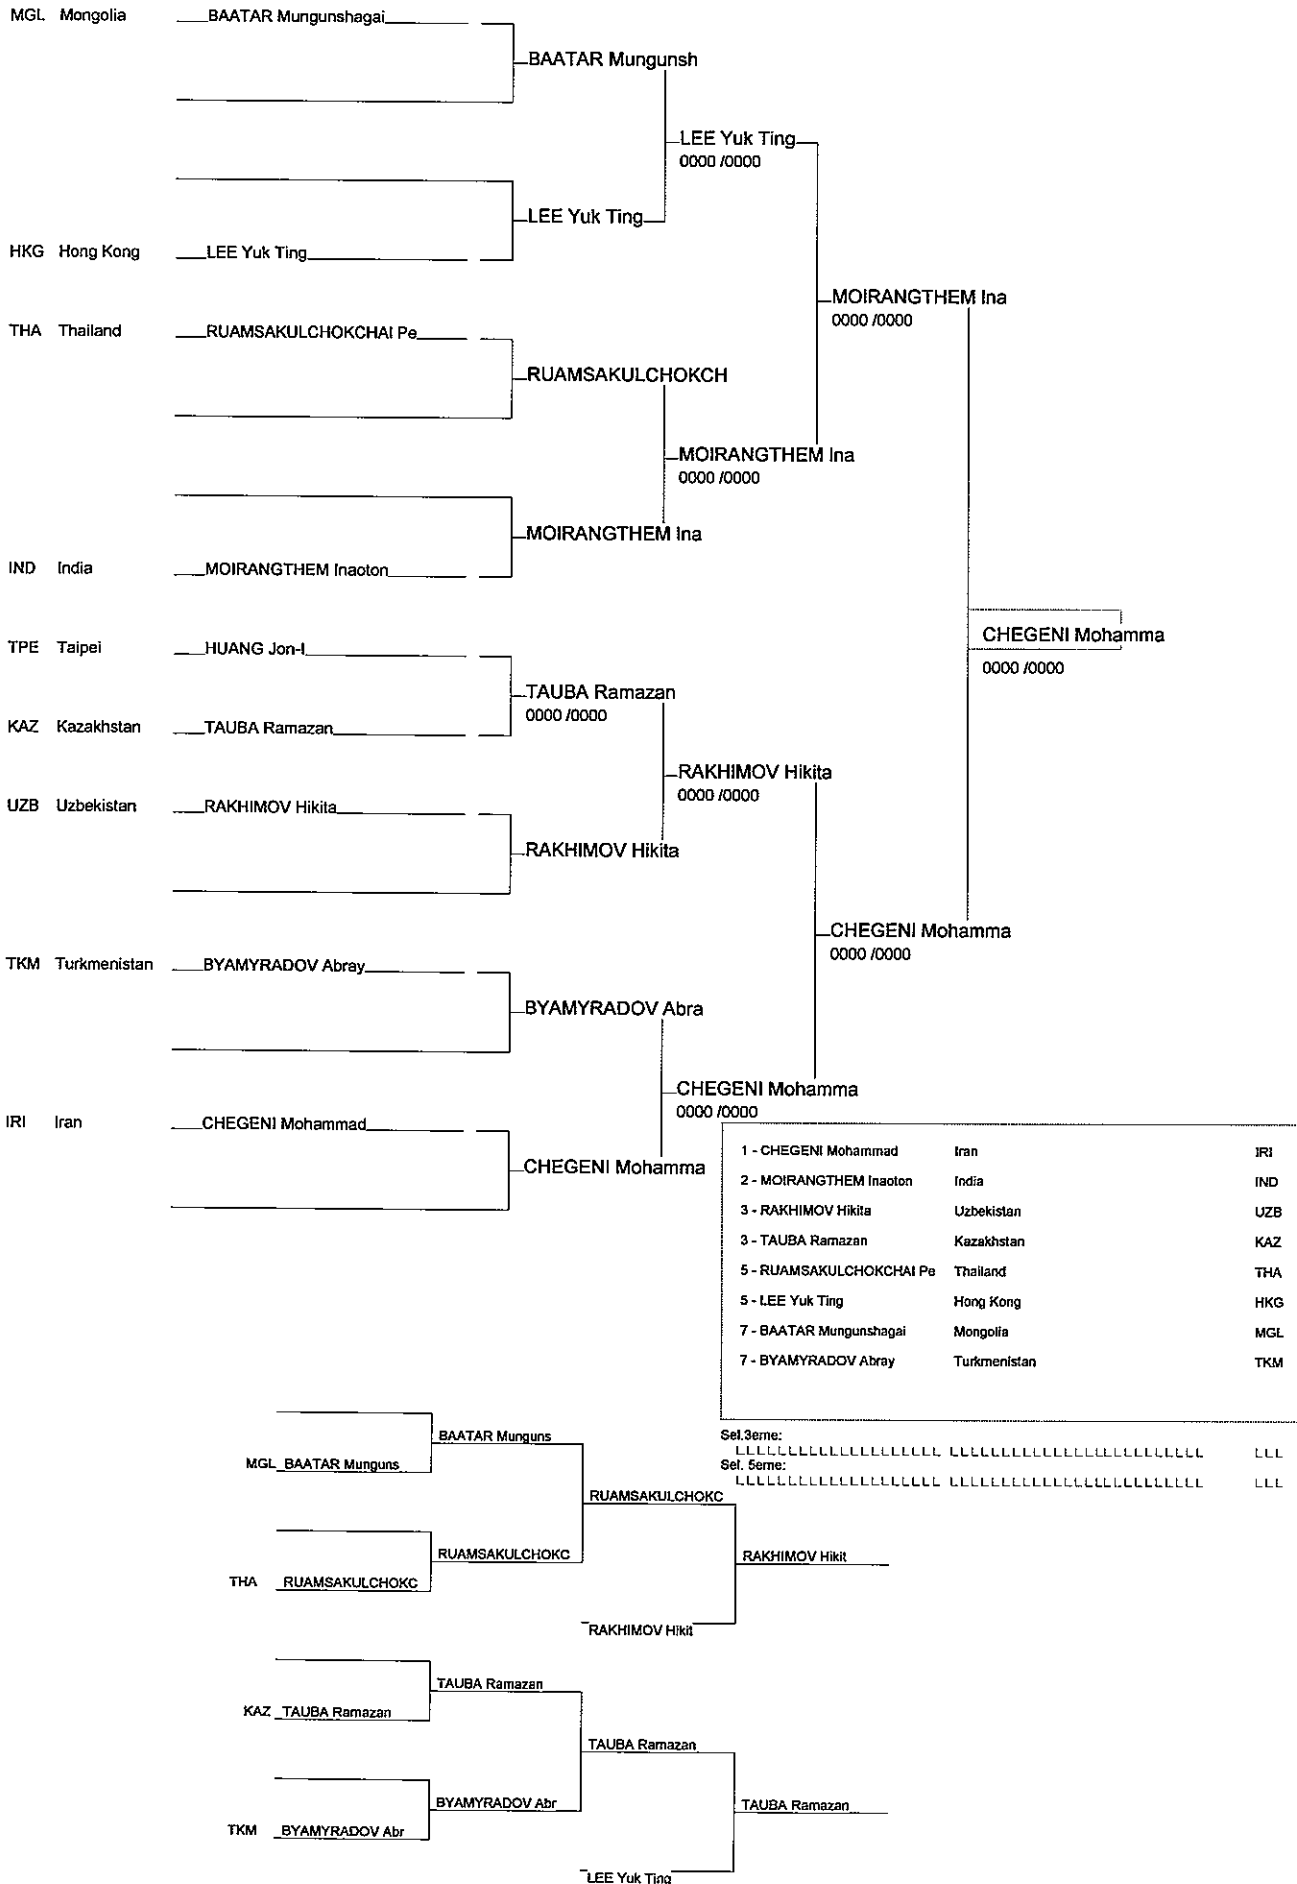 MGL Mongolia BAATAR Mungunshagai
BAATAR Mungunsh
LEE Yuk Ting
0000 /0000
LEE Yuk Ting
HKG Hong Kong LEE Yuk Ting
MOIRANGTHEM Ina
0000 /0000
THA Thailand RUAMSAKULCHOKCHAI Pe
RUAMSAKULCHOKCH
MOIRANGTHEM Ina
0000 /0000
MOIRANGTHEM Ina
IND India MOIRANGTHEM Inaoton
CHEGENI Mohamma
0000 /0000
TPE Taipei HUANG Jon-I
TAUBA Ramazan
0000 /0000
KAZ Kazakhstan TAUBA Ramazan
RAKHIMOV Hikita
0000 /0000
UZB Uzbekistan RAKHIMOV Hikita
RAKHIMOV Hikita
CHEGENI Mohamma
0000 /0000
TKM Turkmenistan BYAMYRADOV Abray
BYAMYRADOV Abra
CHEGENI Mohamma
0000 /0000
IRI Iran CHEGENI Mohammad
CHEGENI Mohamma
1 - CHEGENI Mohammad Iran IRI
2 - MOIRANGTHEM Inaoton India IND
3 - RAKHIMOV Hikita Uzbekistan UZB
3 - TAUBA Ramazan Kazakhstan KAZ
5 - RUAMSAKULCHOKCHAI Pe Thailand THA
5 - LEE Yuk Ting Hong Kong HKG
7 - BAATAR Mungunshagai Mongolia MGL
7 - BYAMYRADOV Abray Turkmenistan TKM
Sel.3eme:
LLLLLLLLLLLLLLLLLLLL LLLLLLLLLLLLLLLLLLLLLLLLL LLL
Sel. 5eme:
LLLLLLLLLLLLLLLLLLLL LLLLLLLLLLLLLLLLLLLLLLLLL LLL
BAATAR Munguns
MGL BAATAR Munguns
RUAMSAKULCHOKC
RUAMSAKULCHOKC
RAKHIMOV Hikit
THA RUAMSAKULCHOKC
RAKHIMOV Hikit
TAUBA Ramazan
KAZ TAUBA Ramazan
TAUBA Ramazan
BYAMYRADOV Abr
TAUBA Ramazan
TKM BYAMYRADOV Abr
LEE Yuk Ting